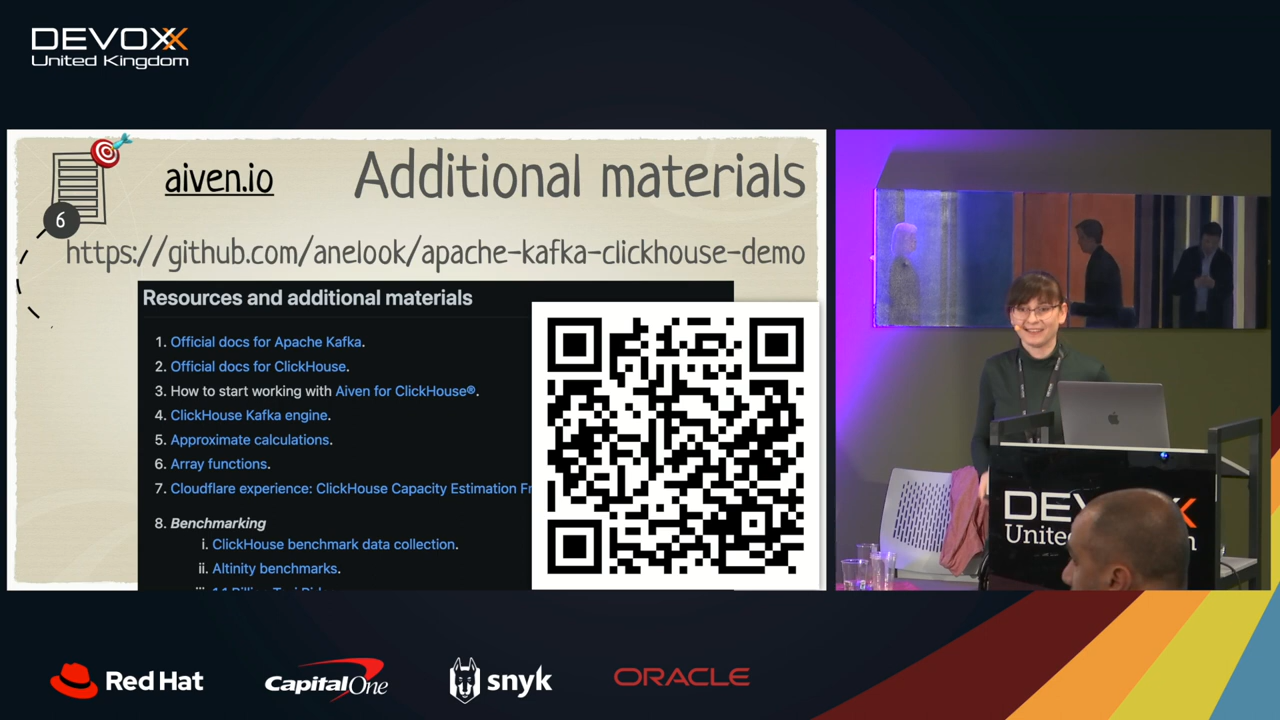 DEVOXX
United Kingdom
aiven.io
Additional materials
6
https://github.com/anelook/apache-kafka-clickhouse-demo
Resources and additional materials
1. Official docs for Apache Kafka.
2. Official docs for ClickHouse.
3. How to start working with Aiven for ClickHouse®.
4. ClickHouse Kafka engine.
5. Approximate calculations.
6. Array functions.
7. Cloudflare experience: ClickHouse Capacity Estimation
8. Benchmarking
i. ClickHouse benchmark data collection.
ii. Altinity benchmarks.
Red Hat
CapitalOne
snyk
ORACLE